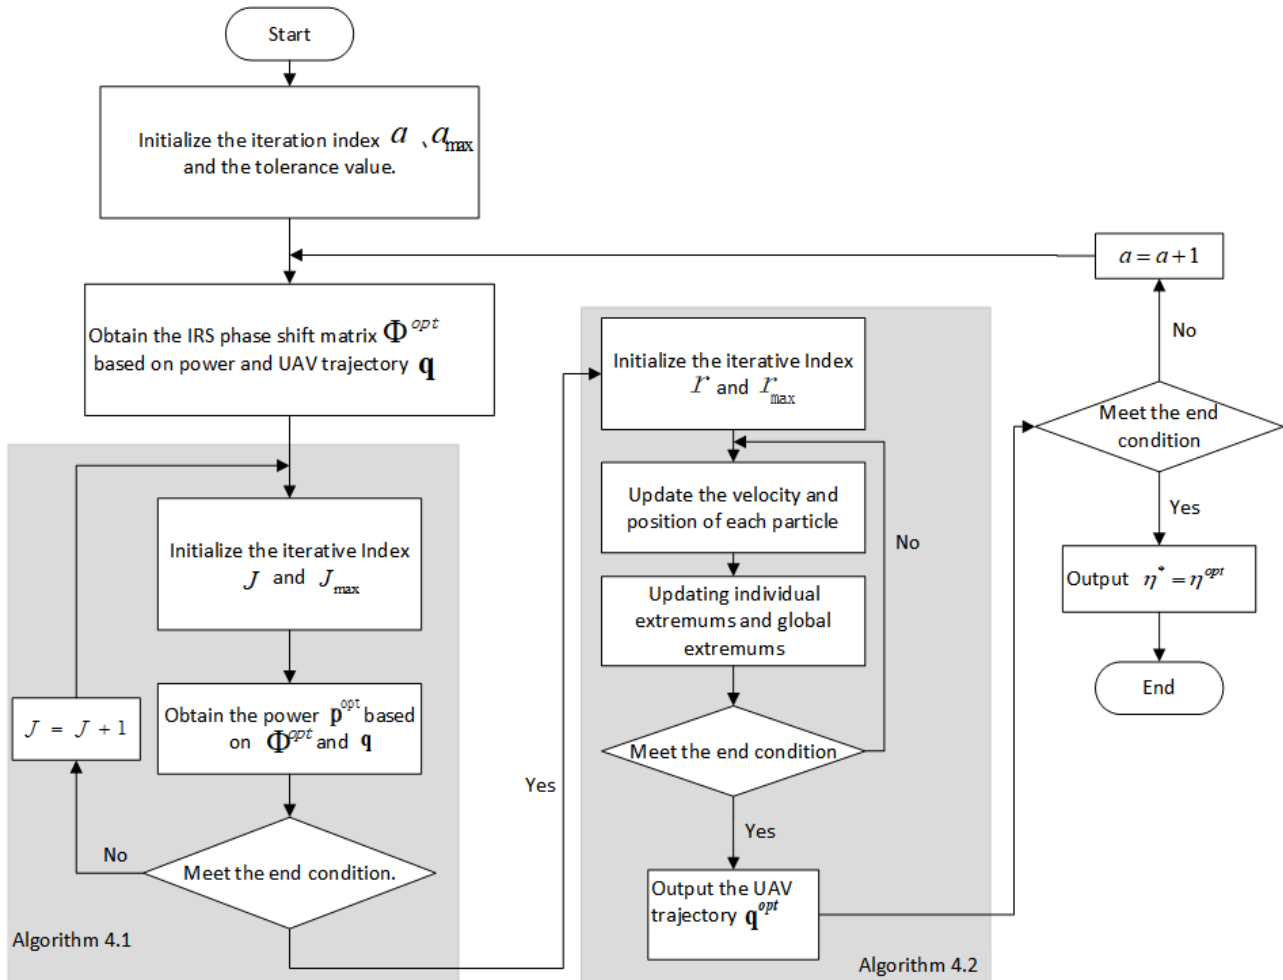 Start
Initialize the iteration index a 、a_max
and the tolerance value.
Obtain the IRS phase shift matrix Φ^opt
based on power and UAV trajectory q
Initialize the iterative Index
J and J_max
Obtain the power p^opt based
on Φ^opt and q
J = J + 1
No
Meet the end condition.
Algorithm 4.1
Yes
Initialize the iterative Index
r and r_max
Update the velocity and
position of each particle
Updating individual
extremums and global
extremums
No
Meet the end condition
Yes
Output the UAV
trajectory q^opt
Algorithm 4.2
a = a + 1
No
Meet the end
condition
Yes
Output η* = η^opt
End